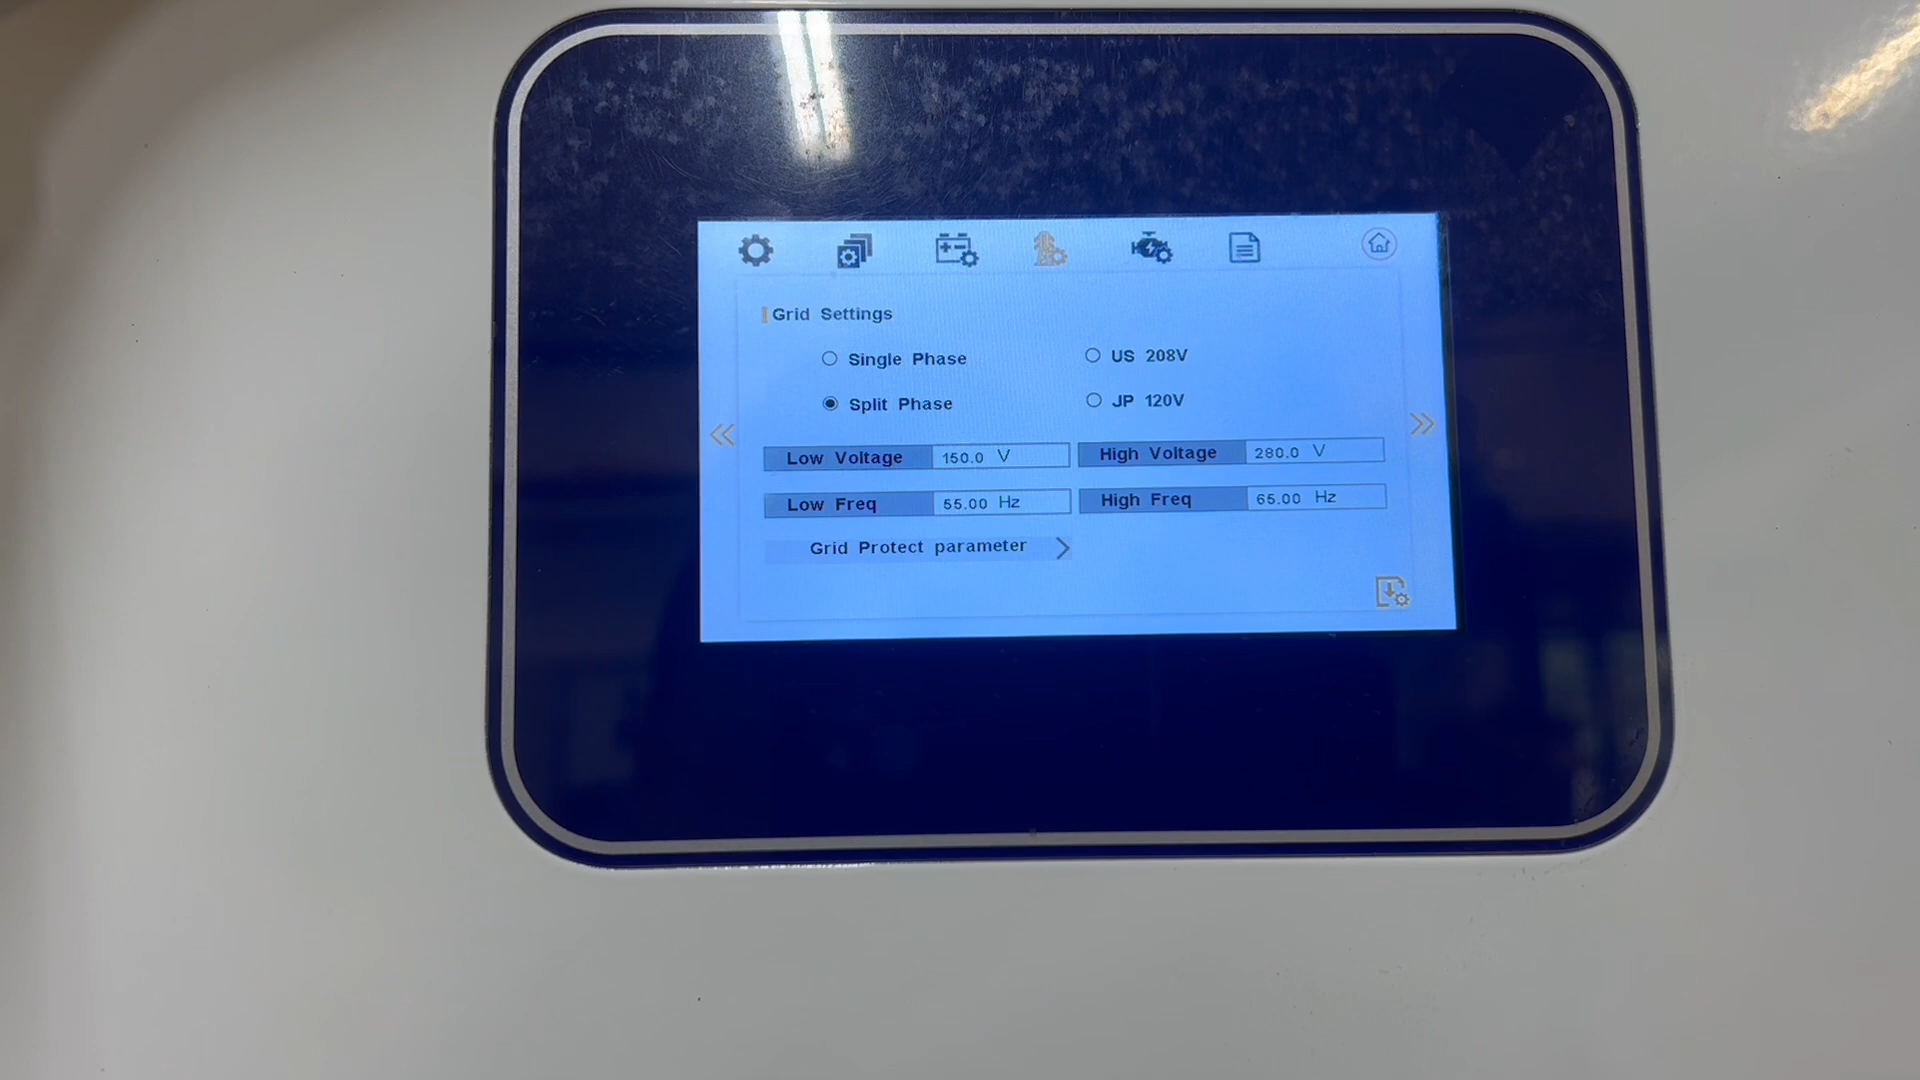 Grid Settings
Single Phase
US 208V
Split Phase
JP 120V
Low Voltage 150.0 V
High Voltage 280.0 V
Low Freq 55.00 Hz
High Freq 65.00 Hz
Grid Protect parameter